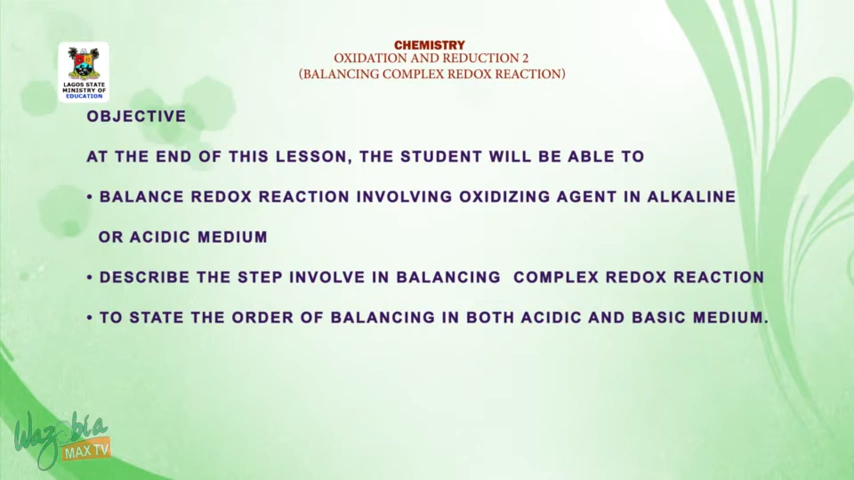 CHEMISTRY
OXIDATION AND REDUCTION 2
(BALANCING COMPLEX REDOX REACTION)
LAGOS STATE
MINISTRY OF
EDUCATION
OBJECTIVE
AT THE END OF THIS LESSON, THE STUDENT WILL BE ABLE TO
• BALANCE REDOX REACTION INVOLVING OXIDIZING AGENT IN ALKALINE
OR ACIDIC MEDIUM
• DESCRIBE THE STEP INVOLVE IN BALANCING COMPLEX REDOX REACTION
• TO STATE THE ORDER OF BALANCING IN BOTH ACIDIC AND BASIC MEDIUM.
Wazobia
MAX TV